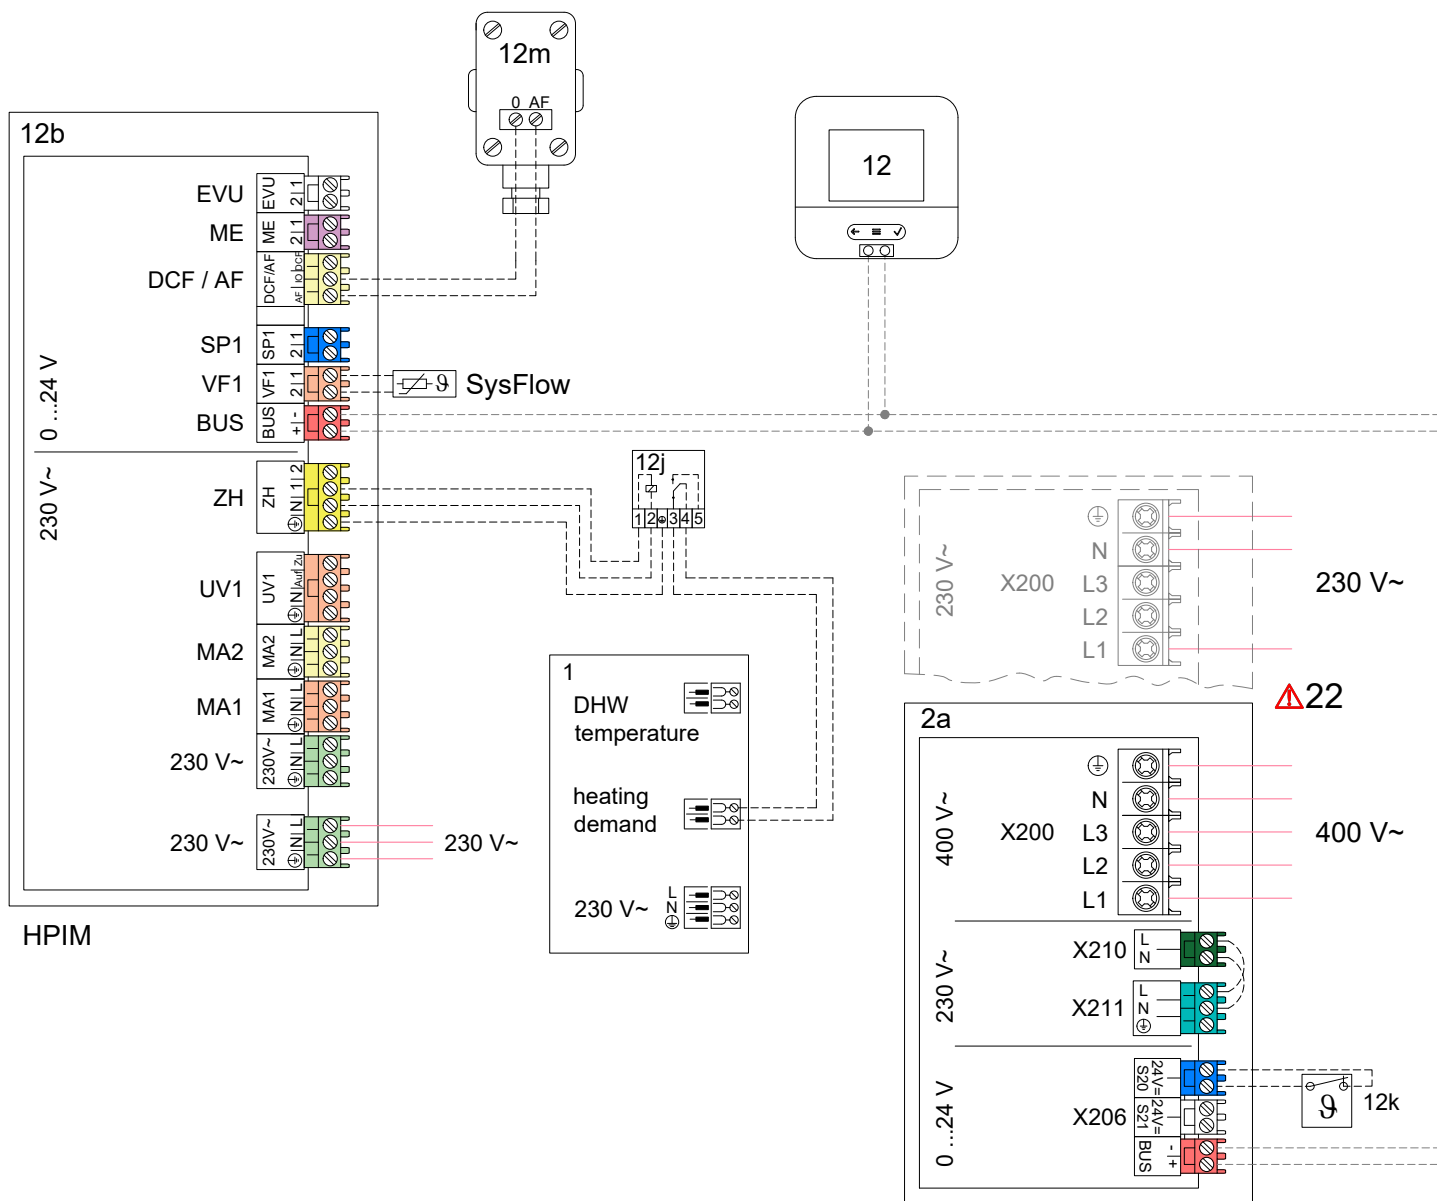 12m
0 AF
12b
12
EVU
EVU
2 | 1
ME
ME
2 | 1
DCF / AF
DCF/AF
AF | IO | DCF
SP1
SP1
2 | 1
VF1
VF1
2 | 1
SysFlow
BUS
BUS
+ | -
0 ...24 V
230 V~
ZH
ZH
N | 1 | 2
12j
1 2 3 4 5
UV1
UV1
N | Auf | Zu
MA2
MA2
N | L
MA1
MA1
N | L
230 V~
230V~
N | L
230 V~
230V~
N | L
230 V~
HPIM
1
DHW
temperature
heating
demand
230 V~
L
N
230 V~
X200
N
L3
L2
L1
230 V~
22
2a
400 V~
X200
N
L3
L2
L1
400 V~
230 V~
X210
L
N
X211
L
N
0 ...24 V
X206
24V=
S20
24V=
S21
BUS
- +
12k
ϑ
ϑ